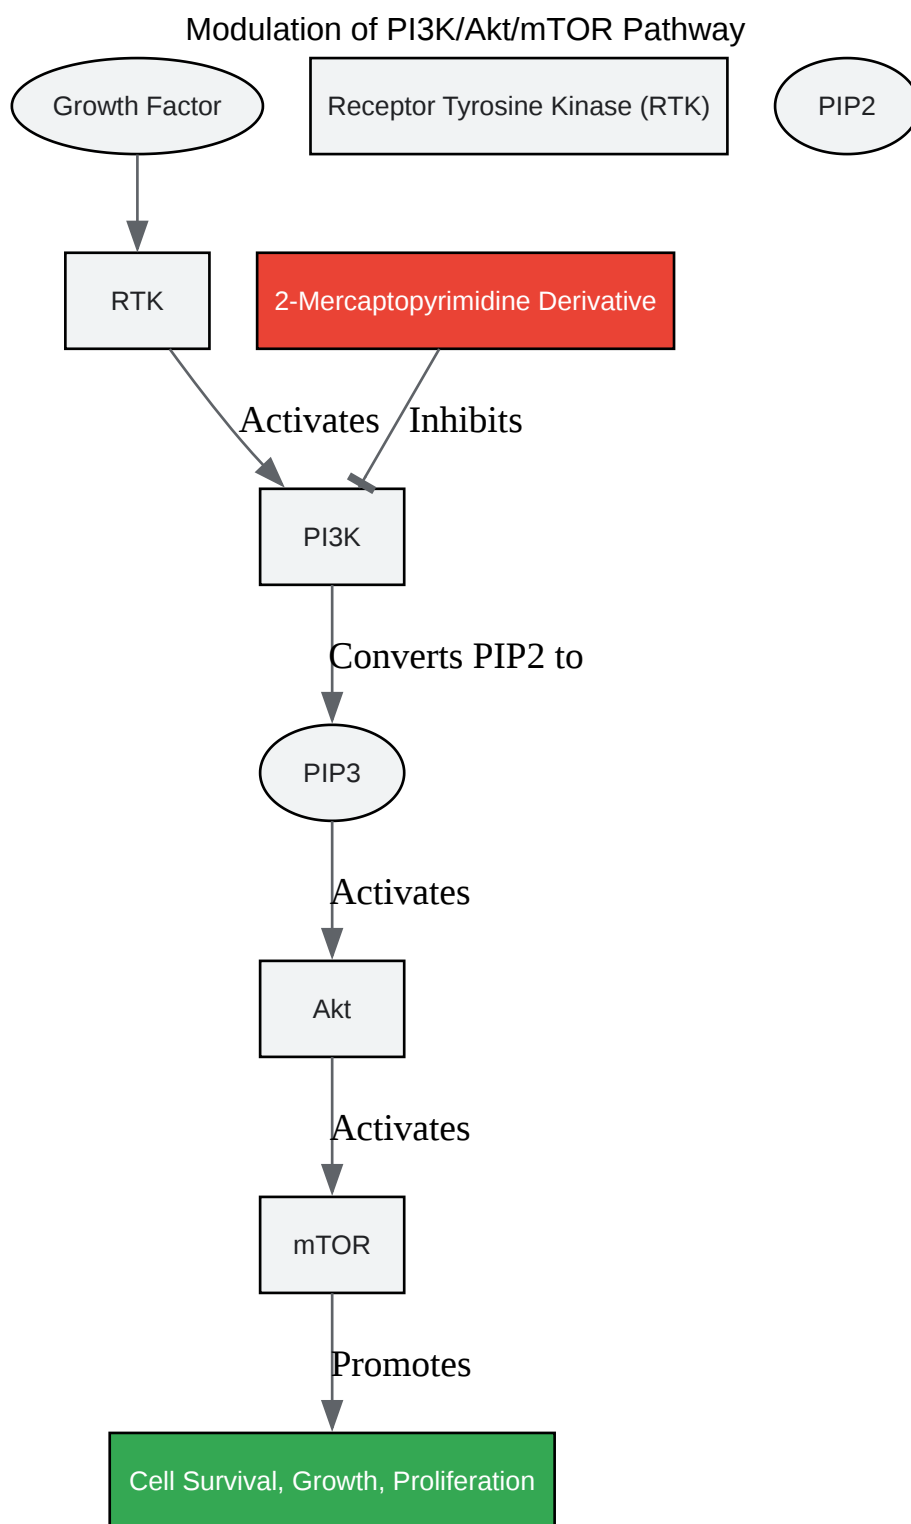 Modulation of PI3K/Akt/mTOR Pathway
Growth Factor
Receptor Tyrosine Kinase (RTK)
PIP2
RTK
2-Mercaptopyrimidine Derivative
Activates
Inhibits
PI3K
Converts PIP2 to
PIP3
Activates
Akt
Activates
mTOR
Promotes
Cell Survival, Growth, Proliferation